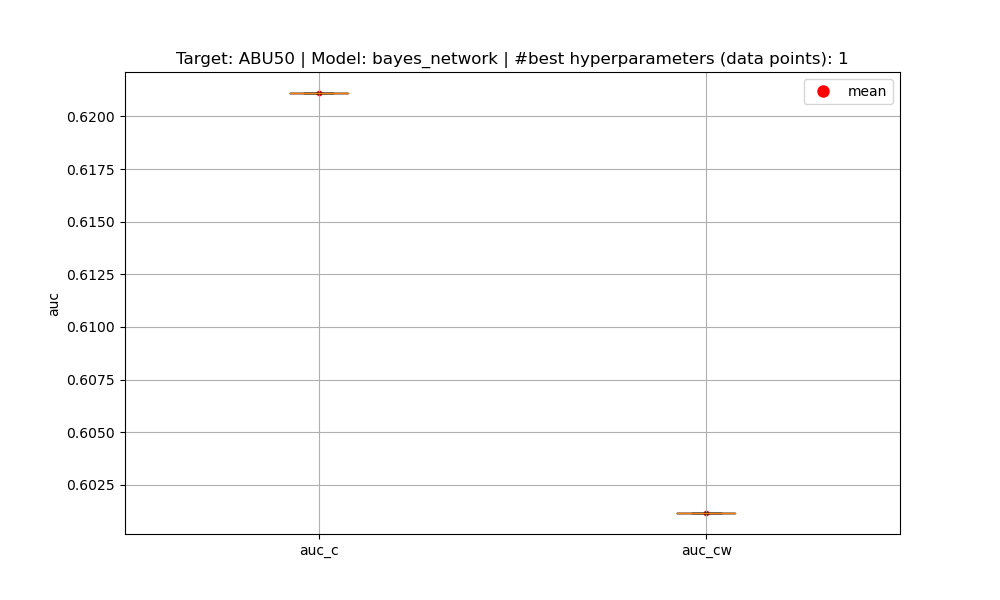 Target: ABU50 | Model: bayes_network | #best hyperparameters (data points): 1
mean
0.6200
0.6175
0.6150
0.6125
0.6100
0.6075
0.6050
0.6025
auc
auc_c
auc_cw